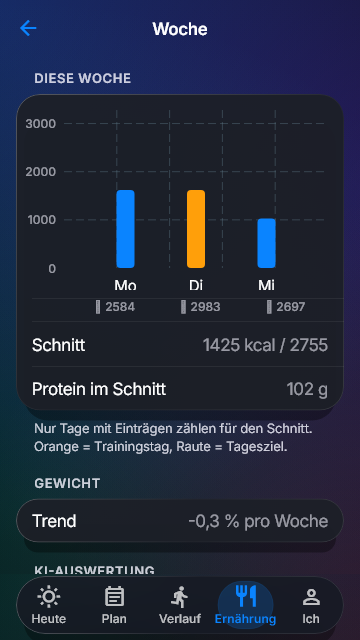 Woche
DIESE WOCHE
3000
2000
1000
0
Mo Di Mi
2584 2983 2697
Schnitt 1425 kcal / 2755
Protein im Schnitt 102 g
Nur Tage mit Einträgen zählen für den Schnitt.
Orange = Trainingstag, Raute = Tagesziel.
GEWICHT
Trend -0,3 % pro Woche
KI-AUSWERTUNG
Heute Plan Verlauf Ernährung Ich